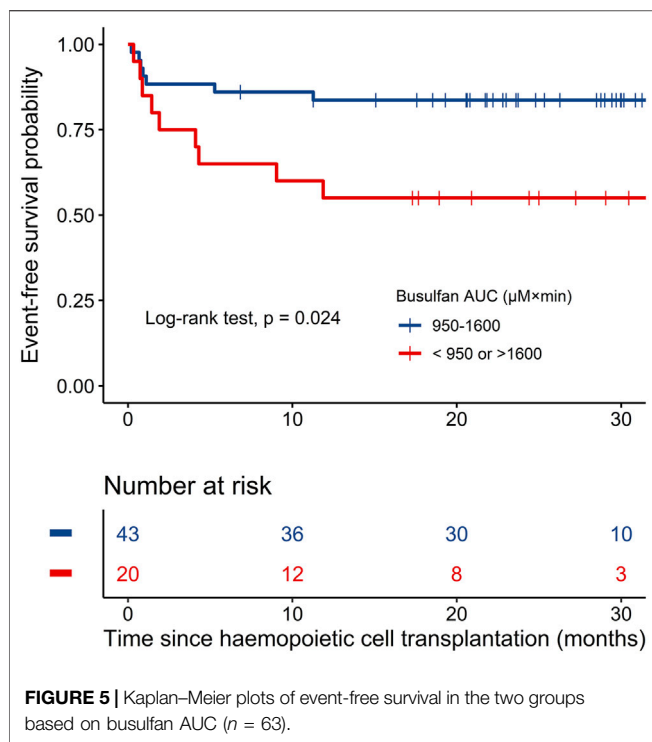 Event-free survival probability
1.00
0.75
0.50
0.25
0.00
Log-rank test, p = 0.024
Busulfan AUC (µM×min)
950-1600
< 950 or >1600
0 10 20 30
Number at risk
43 36 30 10
20 12 8 3
0 10 20 30
Time since haemopoietic cell transplantation (months)
FIGURE 5 | Kaplan–Meier plots of event-free survival in the two groups
based on busulfan AUC (n = 63).